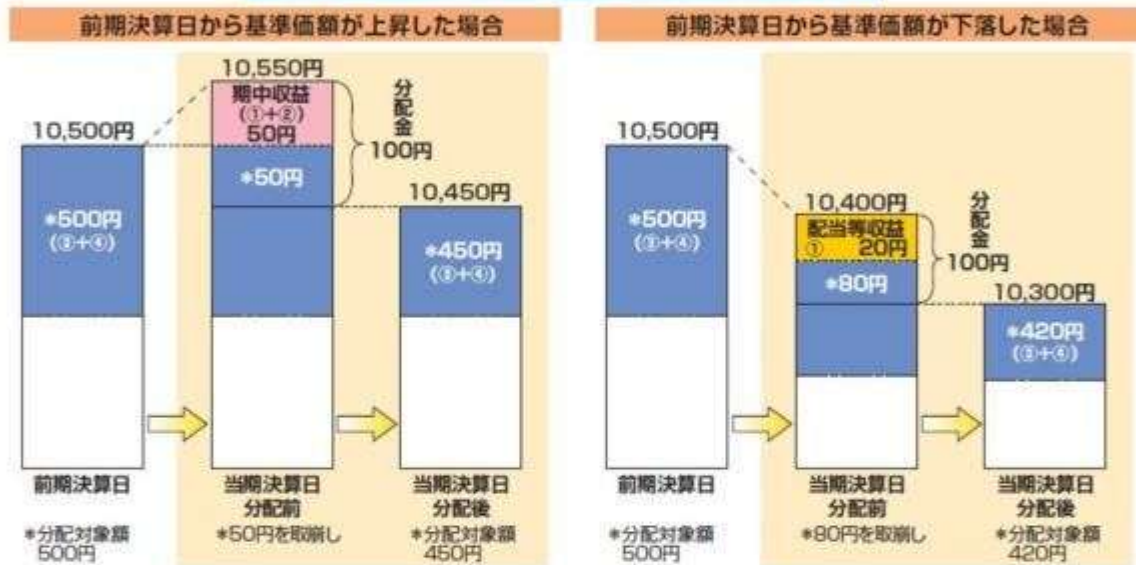 前期決算日から基準価額が上昇した場合
10,550円
期中収益
(①+②)
50円
分配金
100円
10,500円
*50円
*500円
(③+④)
10,450円
*450円
(③+④)
前期決算日
当期決算日
分配前
当期決算日
分配後
*分配対象額
500円
*50円を取崩し
*分配対象額
450円
前期決算日から基準価額が下落した場合
10,500円
*500円
(③+④)
10,400円
配当等収益
① 20円
分配金
100円
*80円
10,300円
*420円
(③+④)
前期決算日
当期決算日
分配前
当期決算日
分配後
*分配対象額
500円
*80円を取崩し
*分配対象額
420円